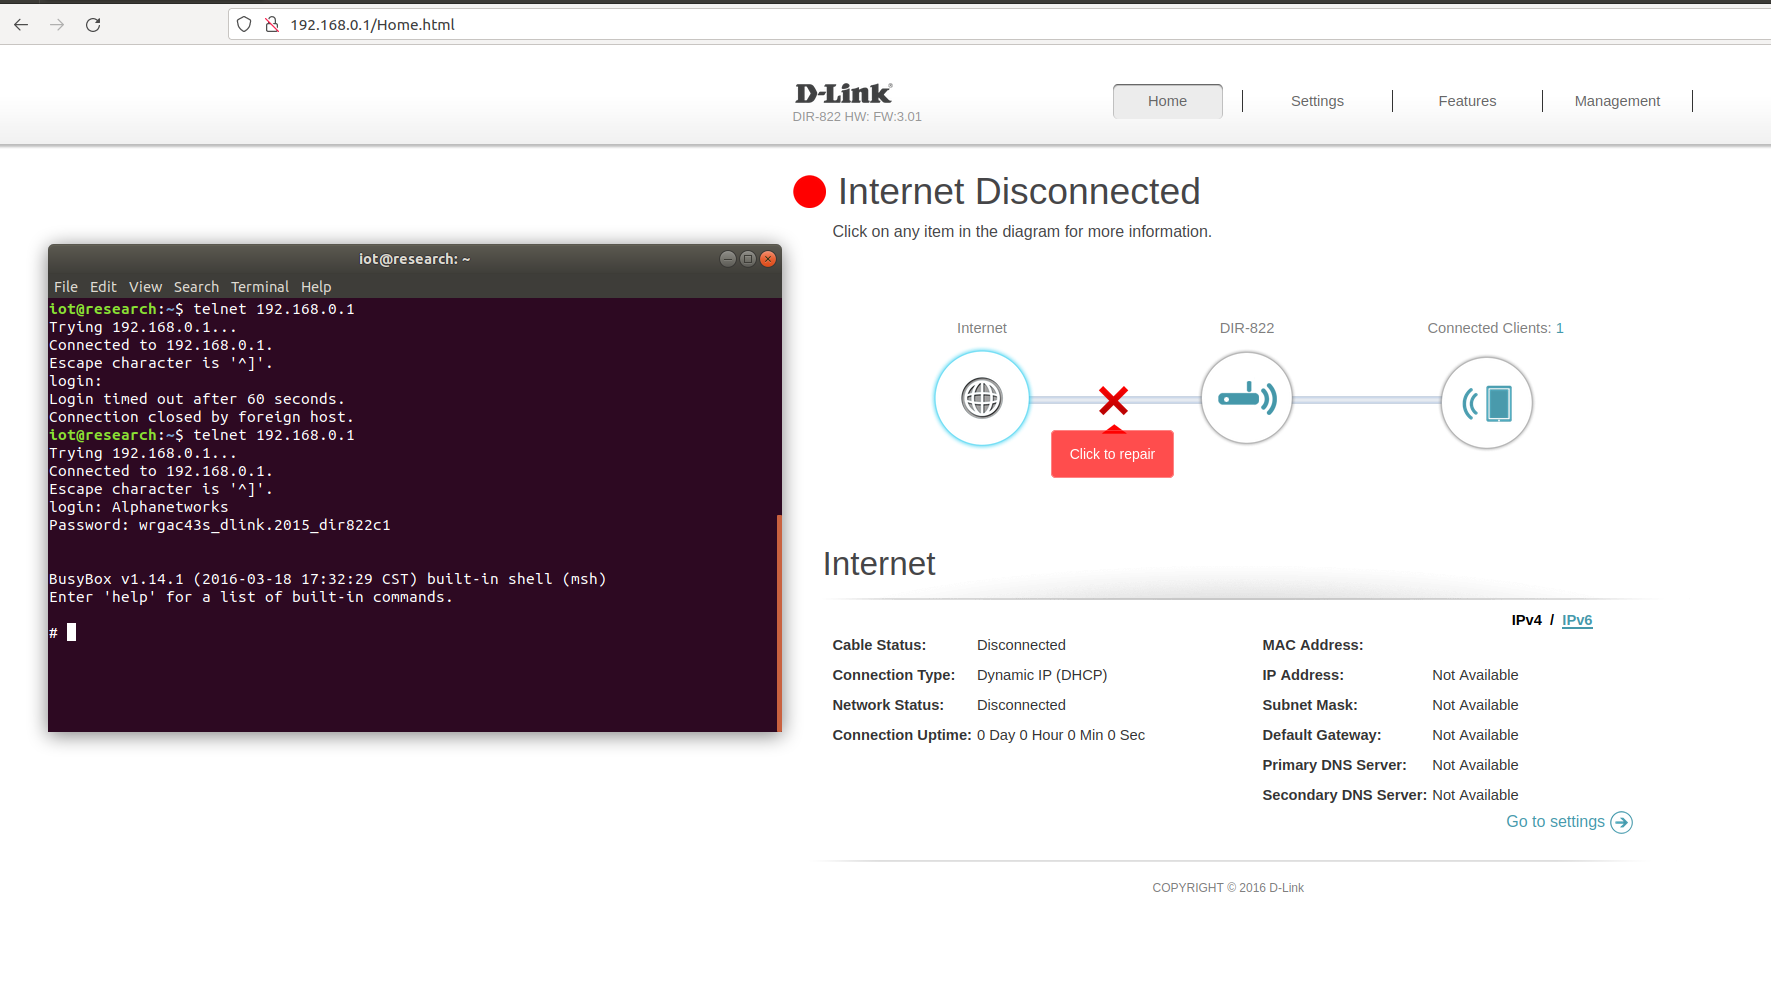 192.168.0.1/Home.html
D-Link
DIR-822 HW: FW:3.01
Home
Settings
Features
Management
Internet Disconnected
Click on any item in the diagram for more information.
iot@research: ~
File Edit View Search Terminal Help
iot@research:~$ telnet 192.168.0.1
Trying 192.168.0.1...
Connected to 192.168.0.1.
Escape character is '^]'.
login:
Login timed out after 60 seconds.
Connection closed by foreign host.
iot@research:~$ telnet 192.168.0.1
Trying 192.168.0.1...
Connected to 192.168.0.1.
Escape character is '^]'.
login: Alphanetworks
Password: wrgac43s_dlink.2015_dir822c1
BusyBox v1.14.1 (2016-03-18 17:32:29 CST) built-in shell (msh)
Enter 'help' for a list of built-in commands.
#
Internet
DIR-822
Connected Clients: 1
Click to repair
Internet
IPv4 / IPv6
Cable Status: Disconnected
Connection Type: Dynamic IP (DHCP)
Network Status: Disconnected
Connection Uptime: 0 Day 0 Hour 0 Min 0 Sec
MAC Address:
IP Address: Not Available
Subnet Mask: Not Available
Default Gateway: Not Available
Primary DNS Server: Not Available
Secondary DNS Server: Not Available
Go to settings
COPYRIGHT © 2016 D-Link